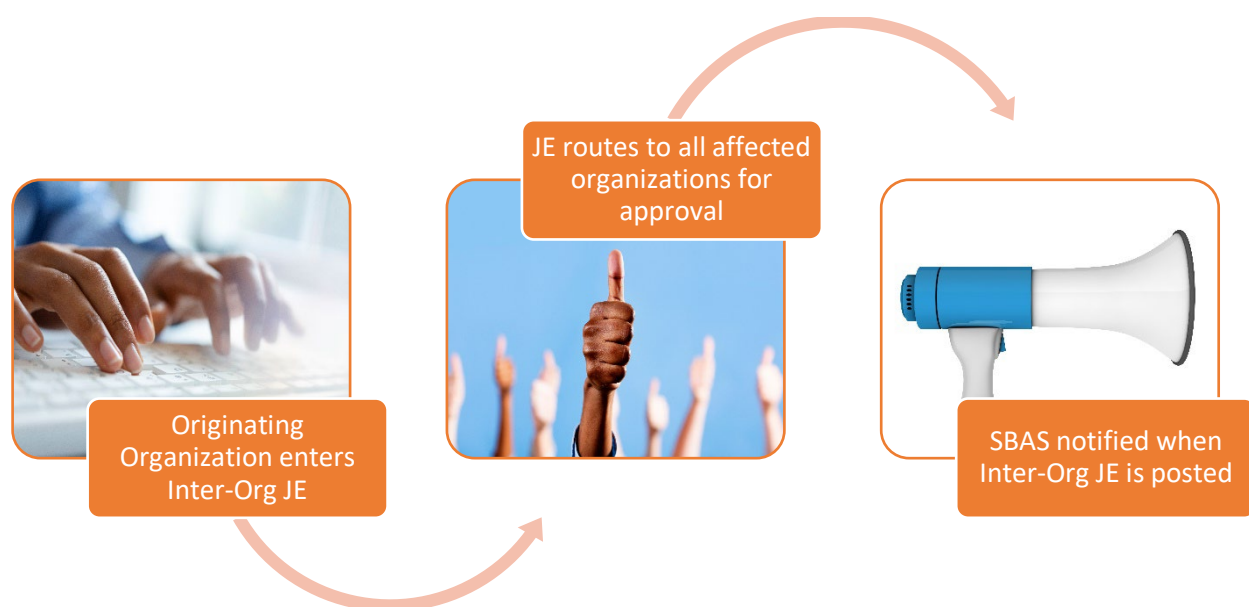 Originating
Organization enters
Inter-Org JE
JE routes to all affected
organizations for
approval
SBAS notified when
Inter-Org JE is posted